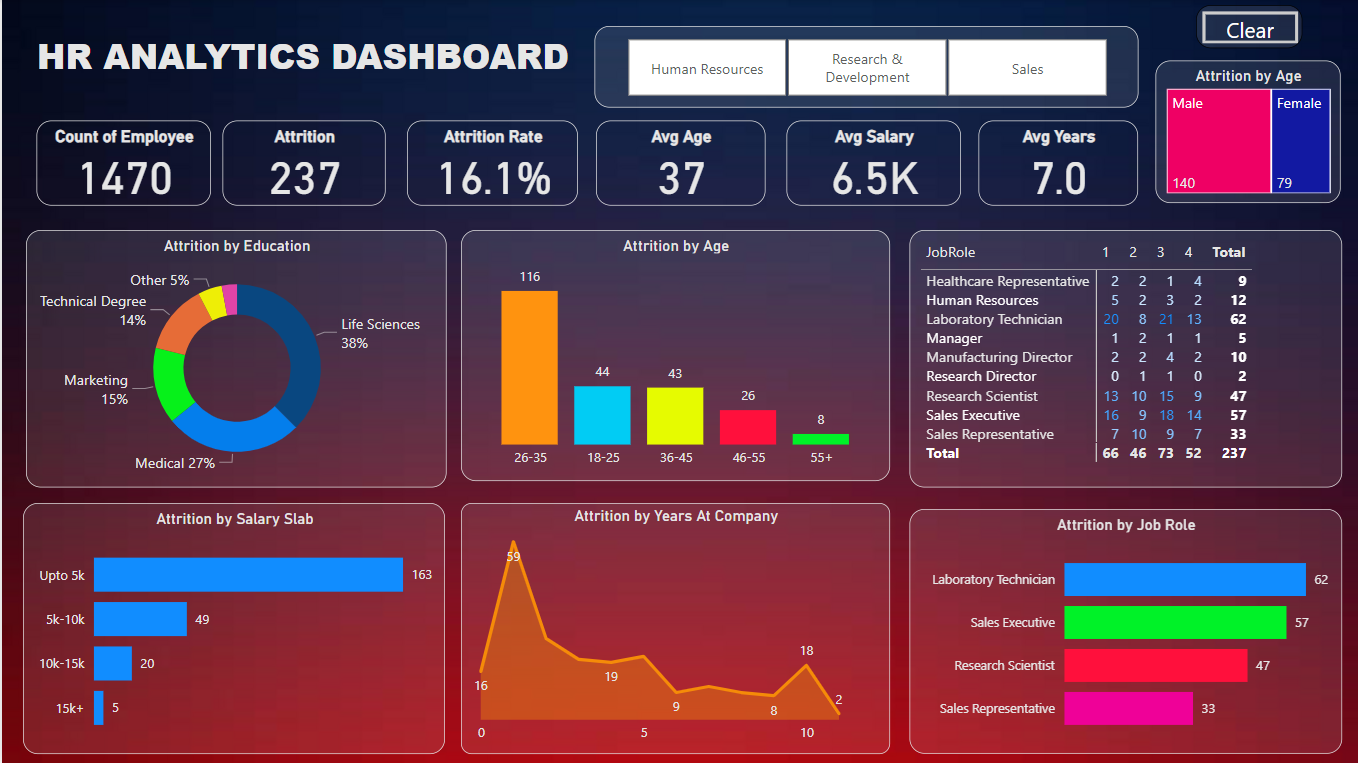 HR ANALYTICS DASHBOARD
Human Resources
Research &
Development
Sales
Clear
Count of Employee
1470
Attrition
237
Attrition Rate
16.1%
Avg Age
37
Avg Salary
6.5K
Avg Years
7.0
Attrition by Age
Male
Female
140
79
Attrition by Education
Other 5%
Technical Degree
14%
Life Sciences
38%
Marketing
15%
Medical 27%
Attrition by Age
116
44
43
26
8
26-35 18-25 36-45 46-55 55+
JobRole 1 2 3 4 Total
Healthcare Representative 2 2 1 4 9
Human Resources 5 2 3 2 12
Laboratory Technician 20 8 21 13 62
Manager 1 2 1 1 5
Manufacturing Director 2 2 4 2 10
Research Director 0 1 1 0 2
Research Scientist 13 10 15 9 47
Sales Executive 16 9 18 14 57
Sales Representative 7 10 9 7 33
Total 66 46 73 52 237
Attrition by Salary Slab
Upto 5k 163
5k-10k 49
10k-15k 20
15k+ 5
Attrition by Years At Company
59
16
19
9
8
18
2
0 5 10
Attrition by Job Role
Laboratory Technician 62
Sales Executive 57
Research Scientist 47
Sales Representative 33